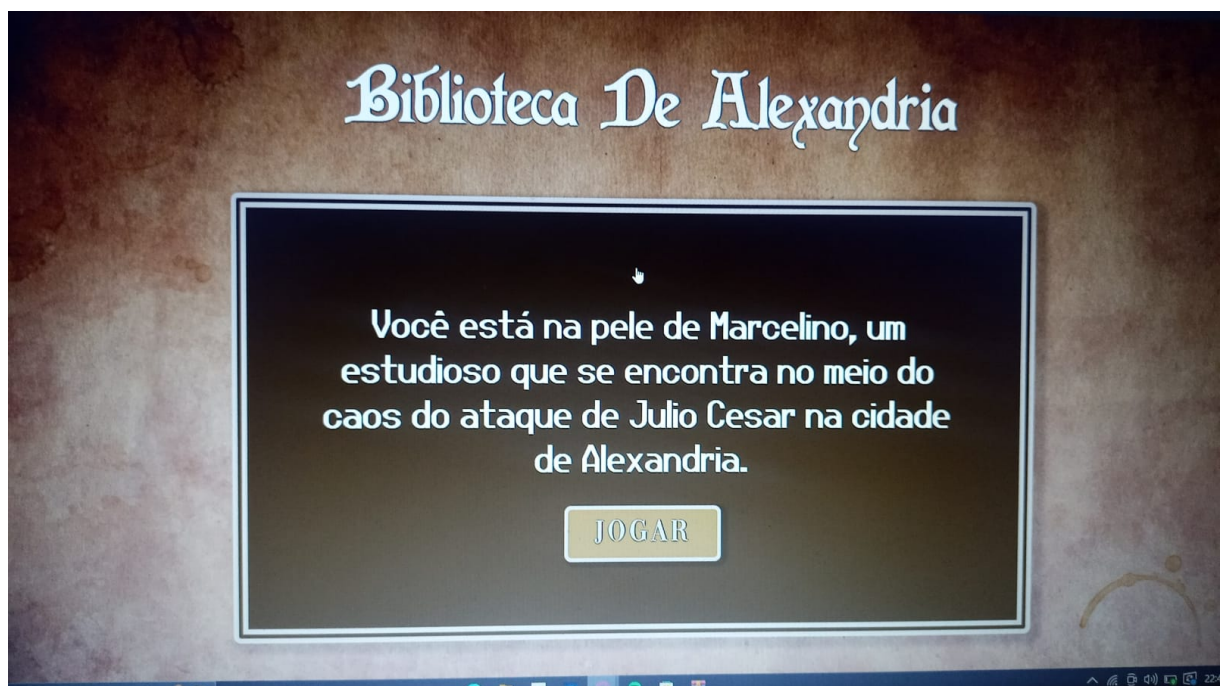 Biblioteca De Alexandria
Você está na pele de Marcelino, um
estudioso que se encontra no meio do
caos do ataque de Julio Cesar na cidade
de Alexandria.
JOGAR